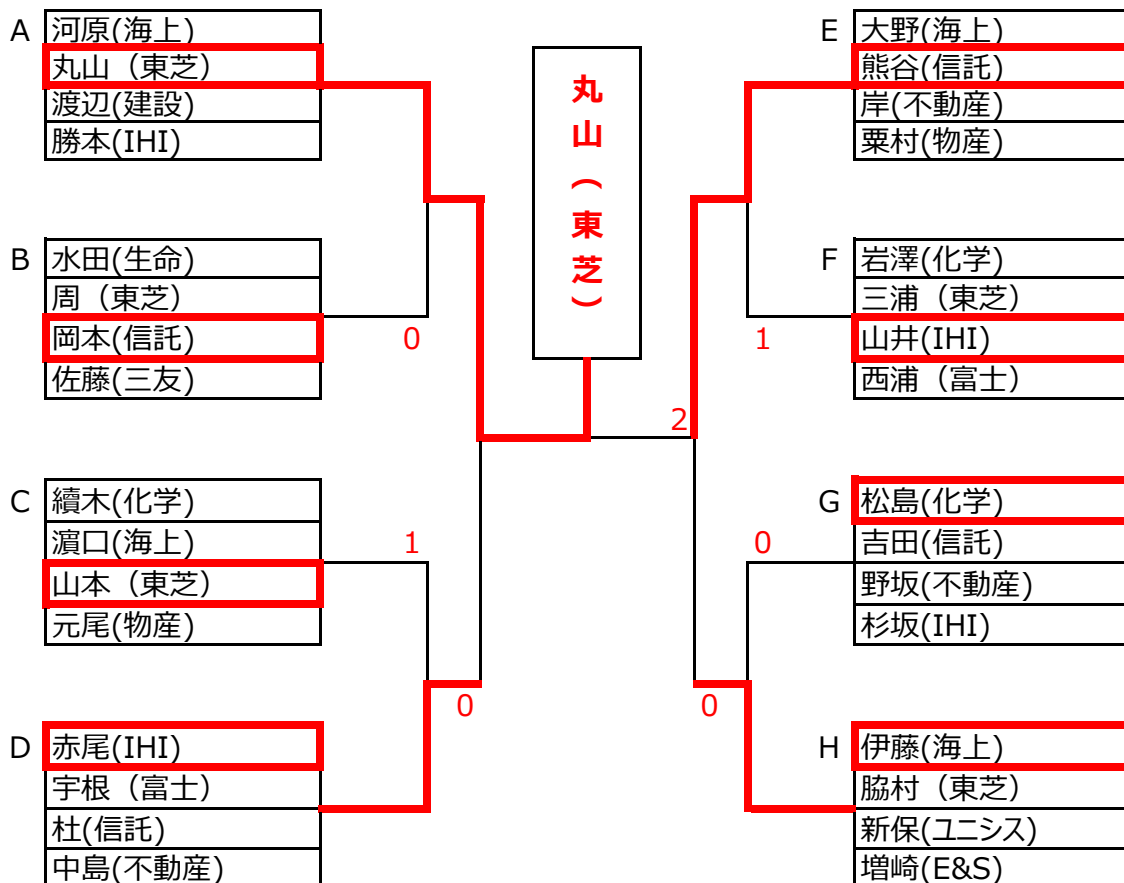 A
河原(海上)
丸山（東芝）
渡辺(建設)
勝本(IHI)
B
水田(生命)
周（東芝）
岡本(信託)
佐藤(三友)
0
C
續木(化学)
濵口(海上)
山本（東芝）
元尾(物産)
1
D
赤尾(IHI)
宇根（富士）
杜(信託)
中島(不動産)
0
丸山（東芝）
2
E
大野(海上)
熊谷(信託)
岸(不動産)
粟村(物産)
F
岩澤(化学)
三浦（東芝）
山井(IHI)
西浦（富士）
1
G
松島(化学)
吉田(信託)
野坂(不動産)
杉坂(IHI)
0
H
伊藤(海上)
脇村（東芝）
新保(ユニシス)
増崎(E&S)
0